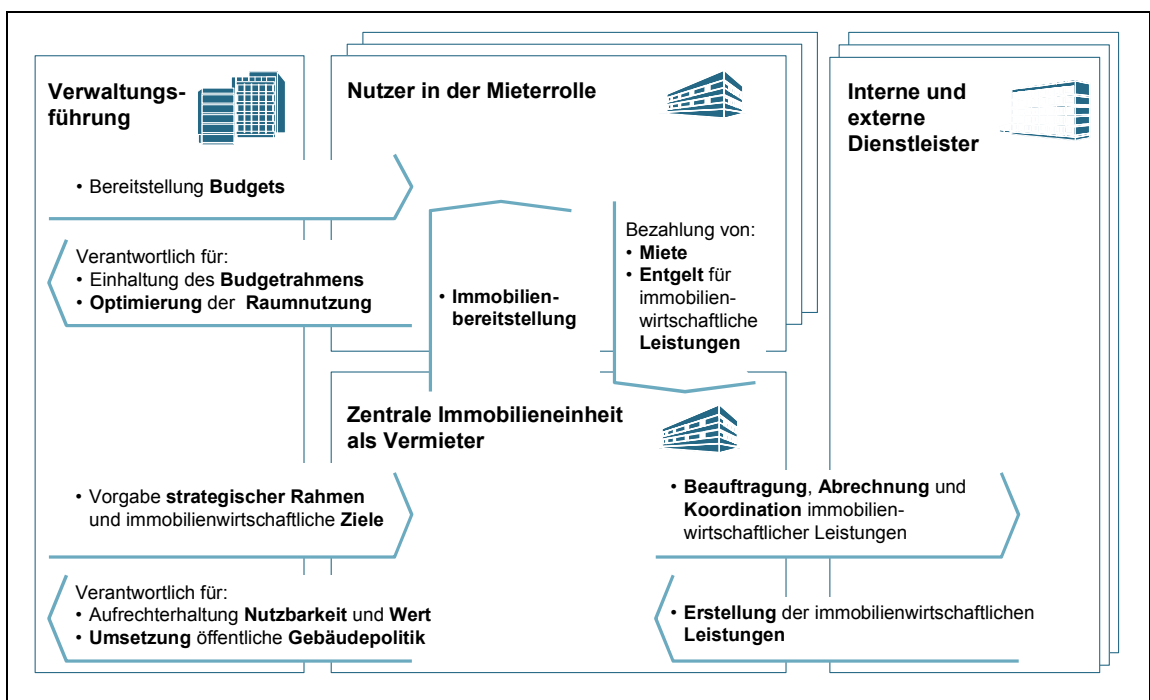 Verwaltungs-
führung
Nutzer in der Mieterrolle
Interne und
externe
Dienstleister
• Bereitstellung Budgets
Verantwortlich für:
• Einhaltung des Budgetrahmens
• Optimierung der Raumnutzung
• Immobilien-
bereitstellung
Bezahlung von:
• Miete
• Entgelt für
immobilien-
wirtschaftliche
Leistungen
Zentrale Immobilieneinheit
als Vermieter
• Vorgabe strategischer Rahmen
und immobilienwirtschaftliche Ziele
• Beauftragung, Abrechnung und
Koordination immobilien-
wirtschaftlicher Leistungen
Verantwortlich für:
• Aufrechterhaltung Nutzbarkeit und Wert
• Umsetzung öffentliche Gebäudepolitik
• Erstellung der immobilienwirtschaftlichen
Leistungen